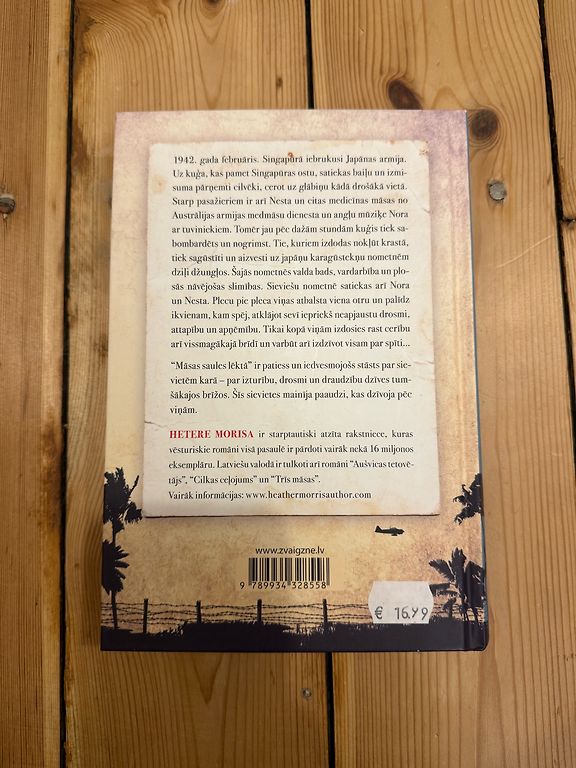 1942. gada februāris. Singapūrā iebrukusi Japānas armija.
Uz kuģa, kas pamet Singapūras ostu, satiekas baiļu un izmi-
suma pārņemti cilvēki, cerot uz glābiņu kādā drošākā vietā.
Starp pasažieriem ir arī Nesta un citas medicīnas māsas no
Austrālijas armijas medmāsu dienesta un angļu mūziķe Nora
ar tuviniekiem. Tomēr jau pēc dažām stundām kuģis tiek sa-
bombardēts un nogrimst. Tie, kuriem izdodas nokļūt krastā,
tiek sagūstīti un aizvesti uz japāņu karagūstekņu nometnēm
dziļi džungļos. Šajās nometnēs valda bads, vardarbība un plo-
sās nāvējošas slimības. Sieviešu nometnē satiekas arī Nora
un Nesta. Plecu pie pleca viņas atbalsta viena otru un palīdz
ikvienam, kam spēj, atklājot sevī iepriekš neapjaustu drosmi,
attapību un apņēmību. Tikai kopā viņām izdosies rast cerību
arī vissmagākajā brīdī un varbūt arī izdzīvot visam par spīti...
“Māsas saules lēktā” ir patiess un iedvesmojošs stāsts par sie-
vietēm karā – par izturību, drosmi un draudzību dzīves tum-
šākajos brīžos. Šīs sievietes mainīja paaudzi, kas dzīvoja pēc
viņām.
HETERE MORISA ir starptautiski atzīta rakstniece, kuras
vēsturiskie romāni visā pasaulē ir pārdoti vairāk nekā 16 miljonos
eksemplāru. Latviešu valodā ir tulkoti arī romāni “Aušvicas tetovē-
tājs”, “Cilkas ceļojums” un “Trīs māsas”.
Vairāk informācijas: www.heathermorrisauthor.com
www.zvaigzne.lv
9 789934 328558
€ 16.99